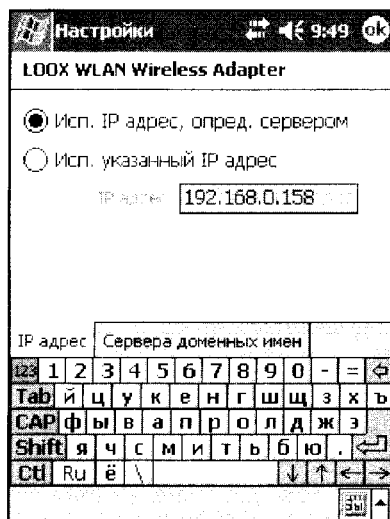 Настройки 9:49 ok
LOOX WLAN Wireless Adapter
Исп. IP адрес, опред. сервером
Исп. указанный IP адрес
IP адрес 192.168.0.158
IP адрес Сервера доменных имен
123 1 2 3 4 5 6 7 8 9 0 - =
Tab й ц у к е н г ш щ з х ъ
CAP ф ы в а п р о л д ж э
Shift я ч с м и т ь б ю .
Ctl Ru ё \ ↓ ↑ ← →